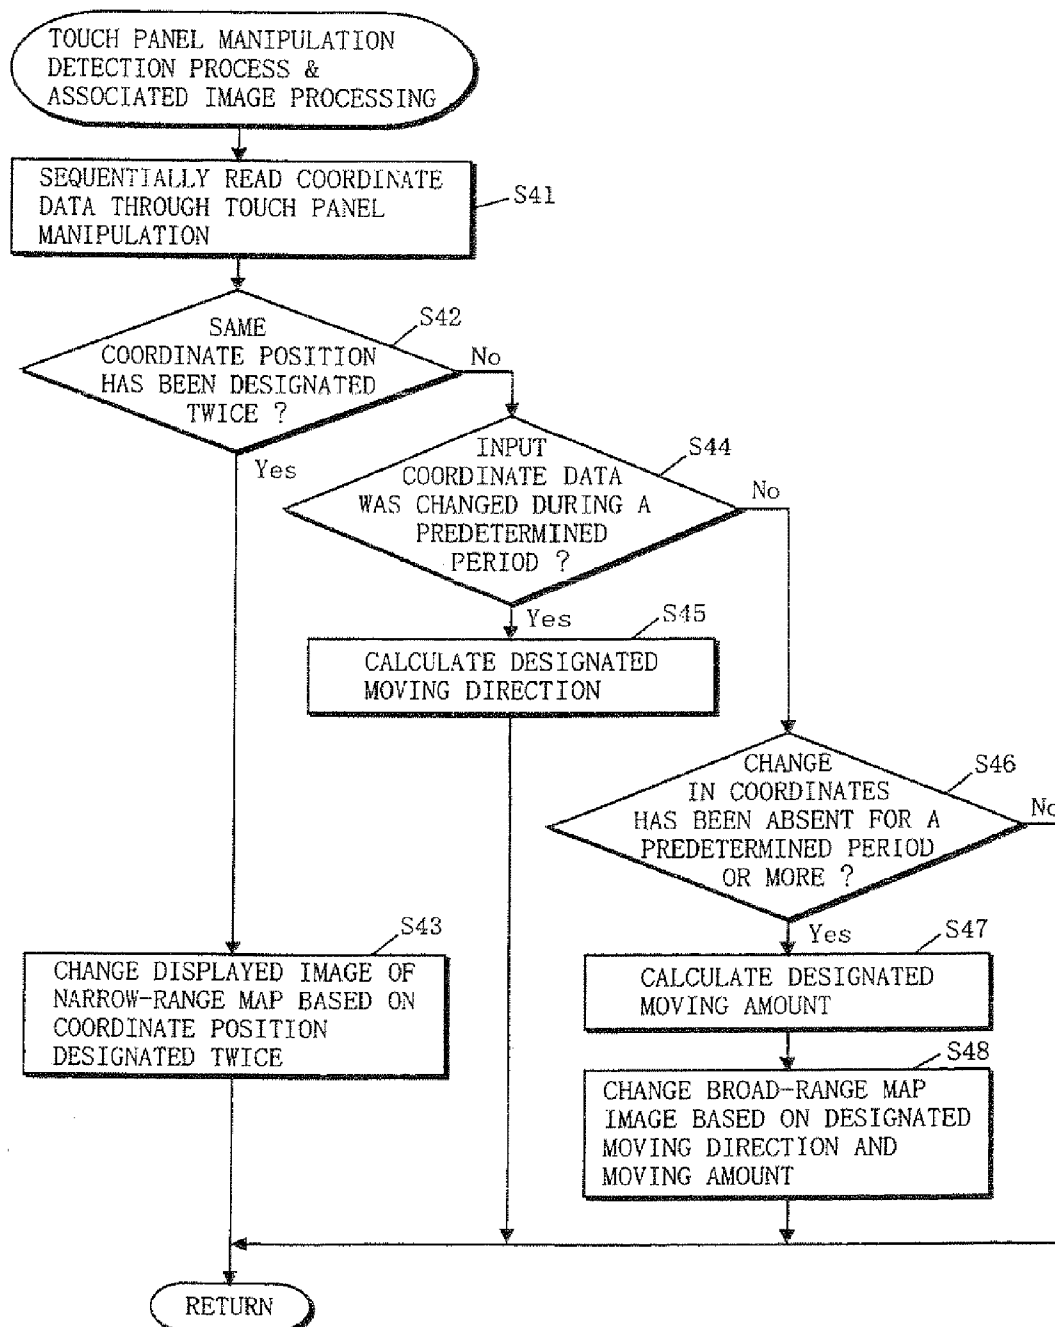 TOUCH PANEL MANIPULATION
DETECTION PROCESS &
ASSOCIATED IMAGE PROCESSING
SEQUENTIALLY READ COORDINATE
DATA THROUGH TOUCH PANEL
MANIPULATION
S41
SAME
COORDINATE POSITION
HAS BEEN DESIGNATED
TWICE ?
S42
No
Yes
INPUT
COORDINATE DATA
WAS CHANGED DURING A
PREDETERMINED
PERIOD ?
S44
No
Yes
S45
CALCULATE DESIGNATED
MOVING DIRECTION
CHANGE
IN COORDINATES
HAS BEEN ABSENT FOR A
PREDETERMINED PERIOD
OR MORE ?
S46
No
Yes
S43
CHANGE DISPLAYED IMAGE OF
NARROW-RANGE MAP BASED ON
COORDINATE POSITION
DESIGNATED TWICE
S47
CALCULATE DESIGNATED
MOVING AMOUNT
S48
CHANGE BROAD-RANGE MAP
IMAGE BASED ON DESIGNATED
MOVING DIRECTION AND
MOVING AMOUNT
RETURN